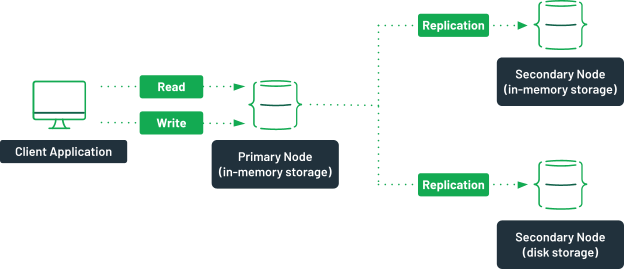 Replication
Secondary Node
(in-memory storage)
Read
Write
Client Application
Primary Node
(in-memory storage)
Replication
Secondary Node
(disk storage)